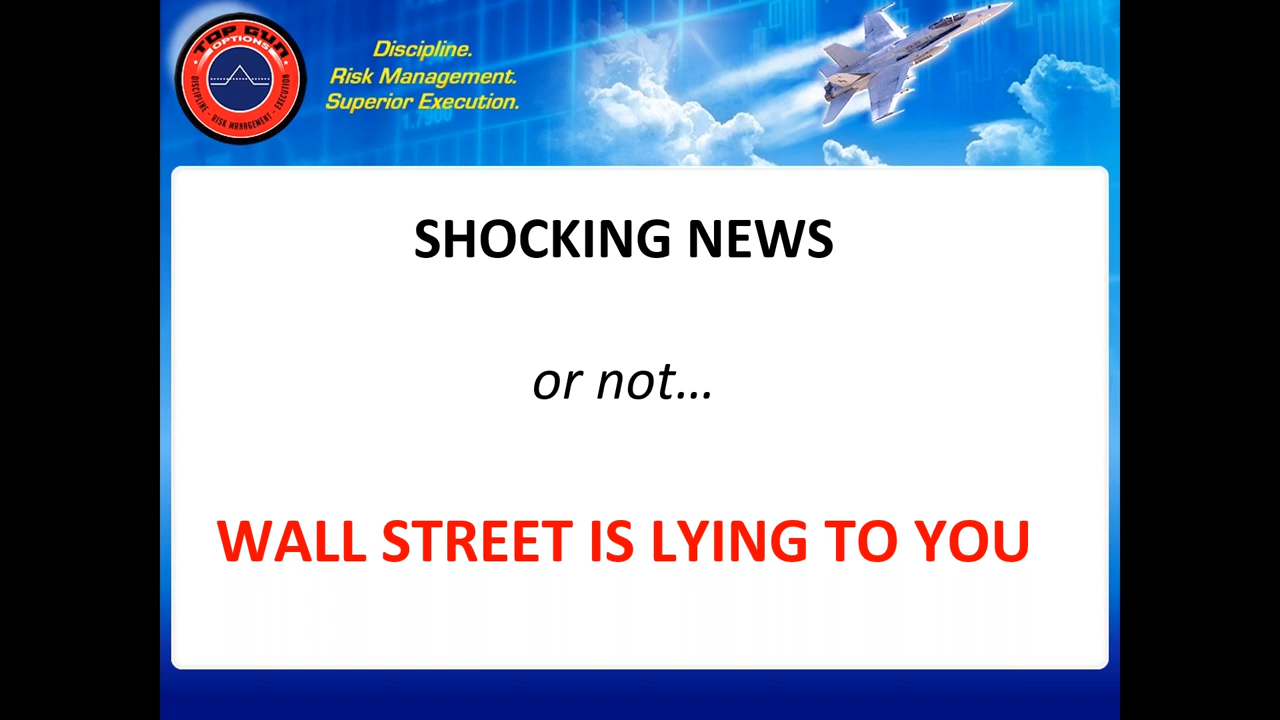 TOP GUN
OPTIONS
DISCIPLINE - RISK MANAGEMENT - EXECUTION
Discipline.
Risk Management.
Superior Execution.
SHOCKING NEWS
or not...
WALL STREET IS LYING TO YOU